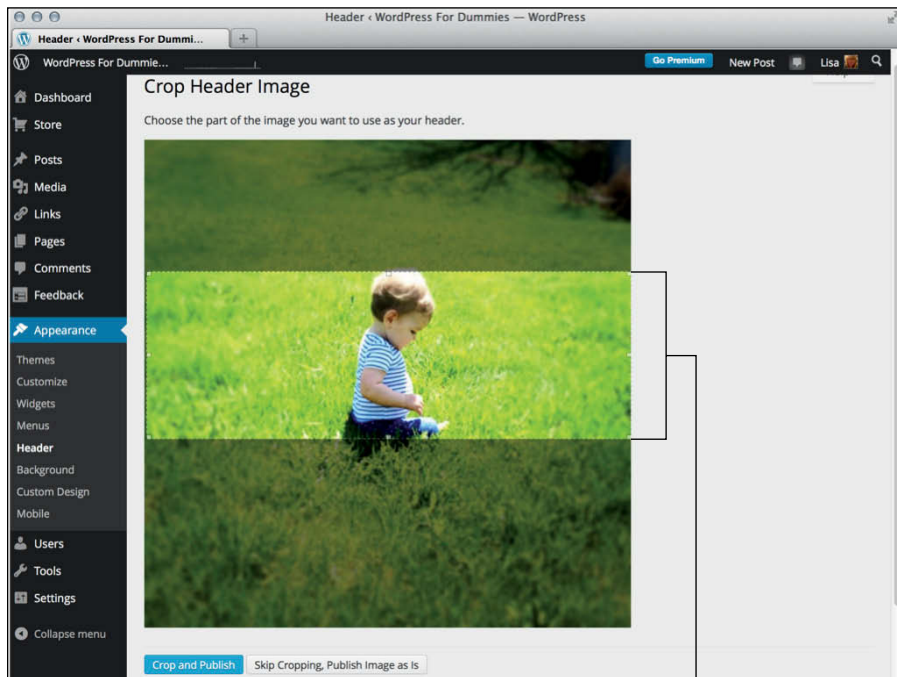 Header ‹ WordPress For Dummies — WordPress
Header ‹ WordPress For Dummi...
WordPress For Dummie...
Go Premium
New Post
Lisa
Help
Dashboard
Store
Posts
Media
Links
Pages
Comments
Feedback
Appearance
Themes
Customize
Widgets
Menus
Header
Background
Custom Design
Mobile
Users
Tools
Settings
Collapse menu
Crop Header Image
Choose the part of the image you want to use as your header.
Crop and Publish
Skip Cropping, Publish Image as Is